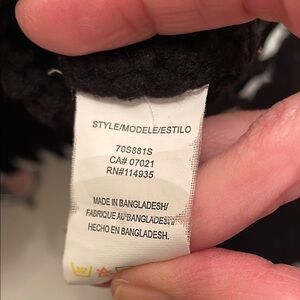 STYLE/MODELE/ESTILO
70S881S
CA# 07021
RN#114935
MADE IN BANGLADESH/
FABRIQUE AU BANGLADESH/
HECHO EN BANGLADESH.